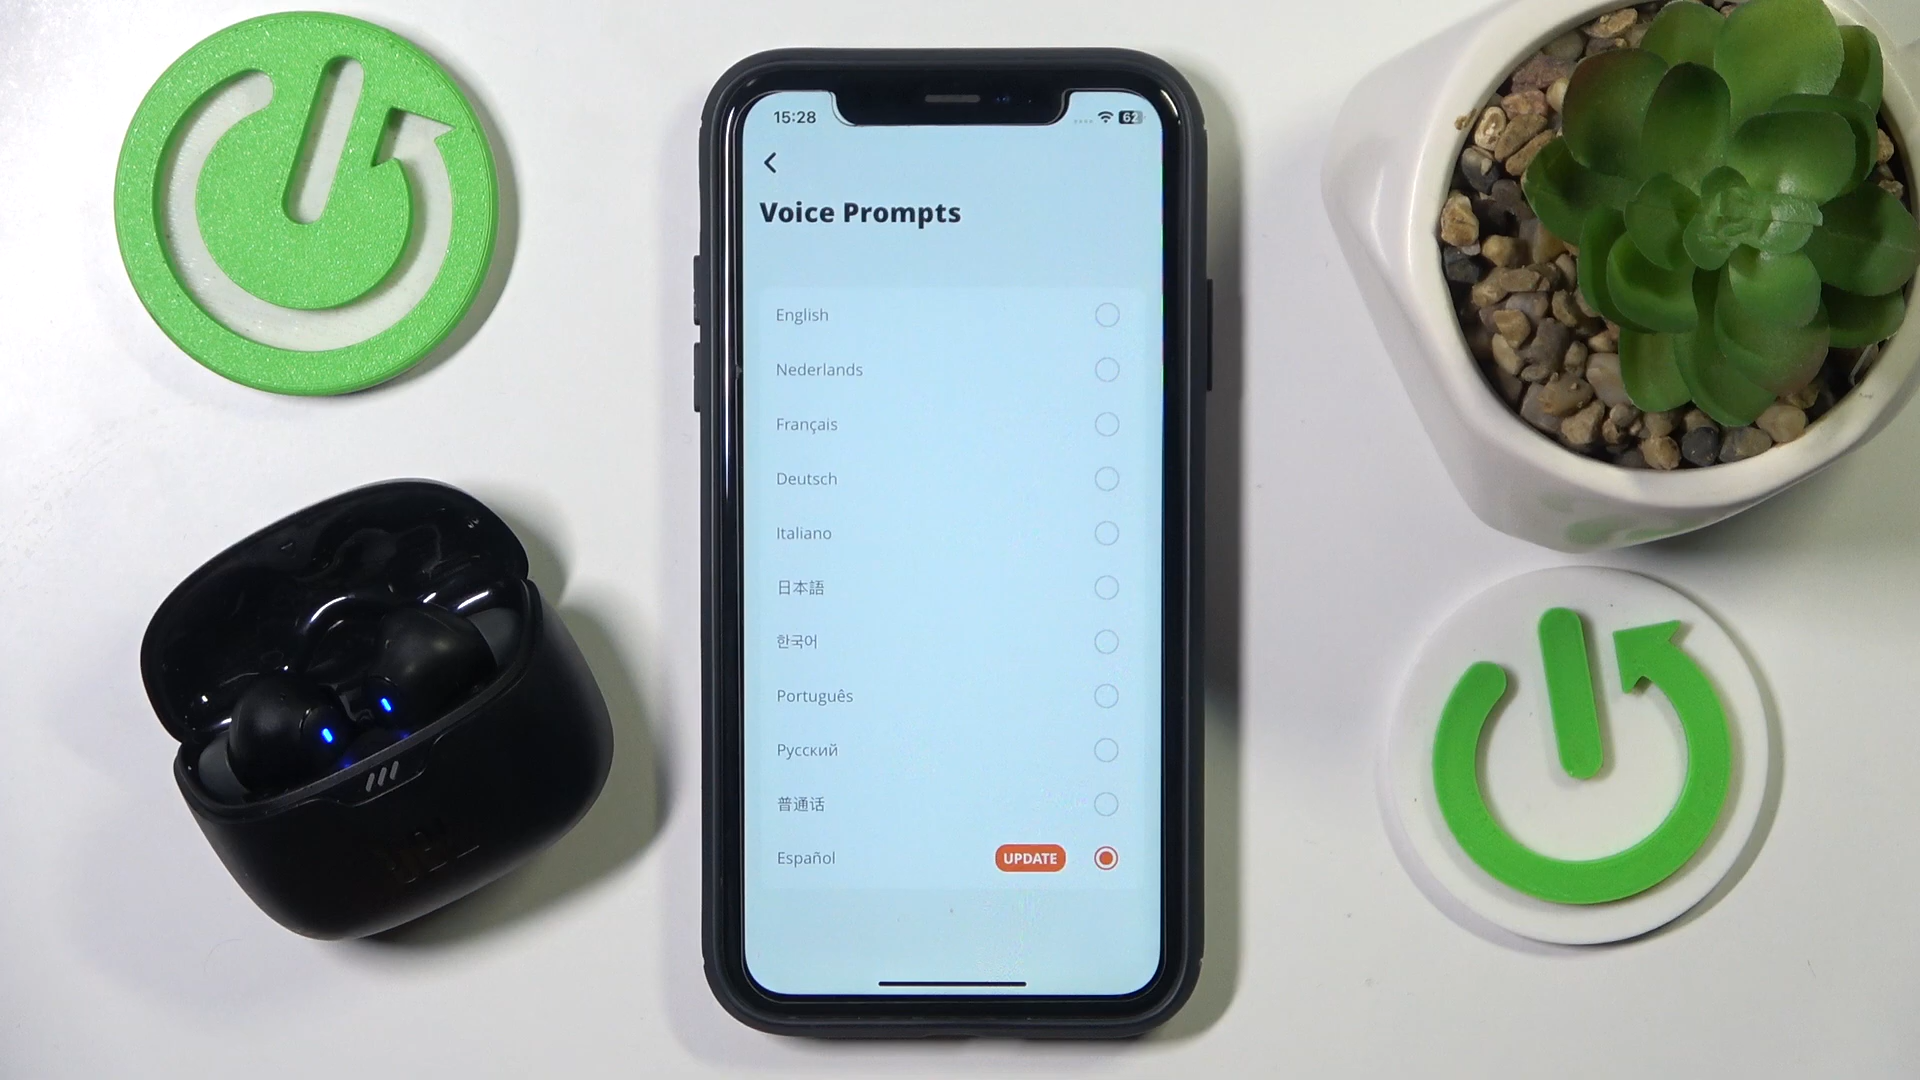 15:28
62
Voice Prompts
English
Nederlands
Français
Deutsch
Italiano
日本語
한국어
Português
Русский
普通话
Español
UPDATE
JBL